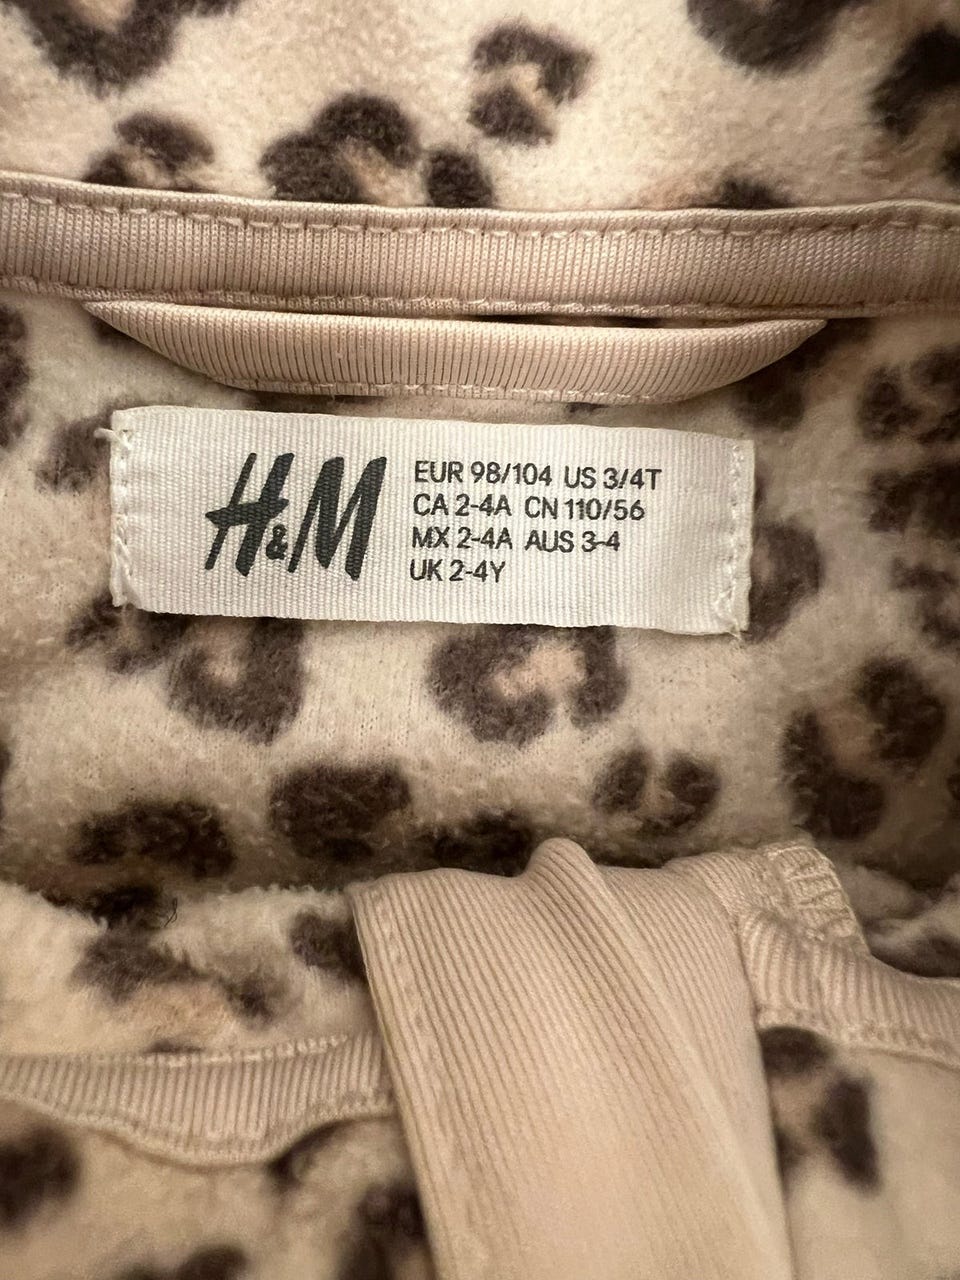 H&M
EUR 98/104 US 3/4T
CA 2-4A CN 110/56
MX 2-4A AUS 3-4
UK 2-4Y